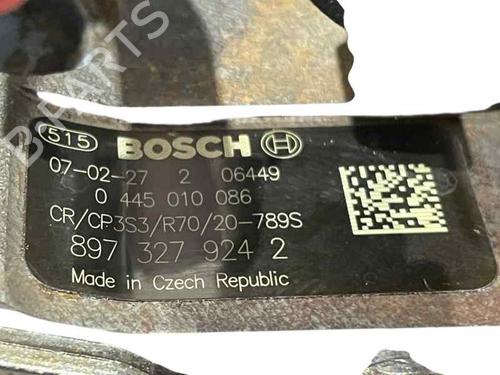 B-PARTS
515 BOSCH
07-02-27 2 06449
0 445 010 086
CR/CP3S3/R70/20-789S
897 327 924 2
Made in Czech Republic